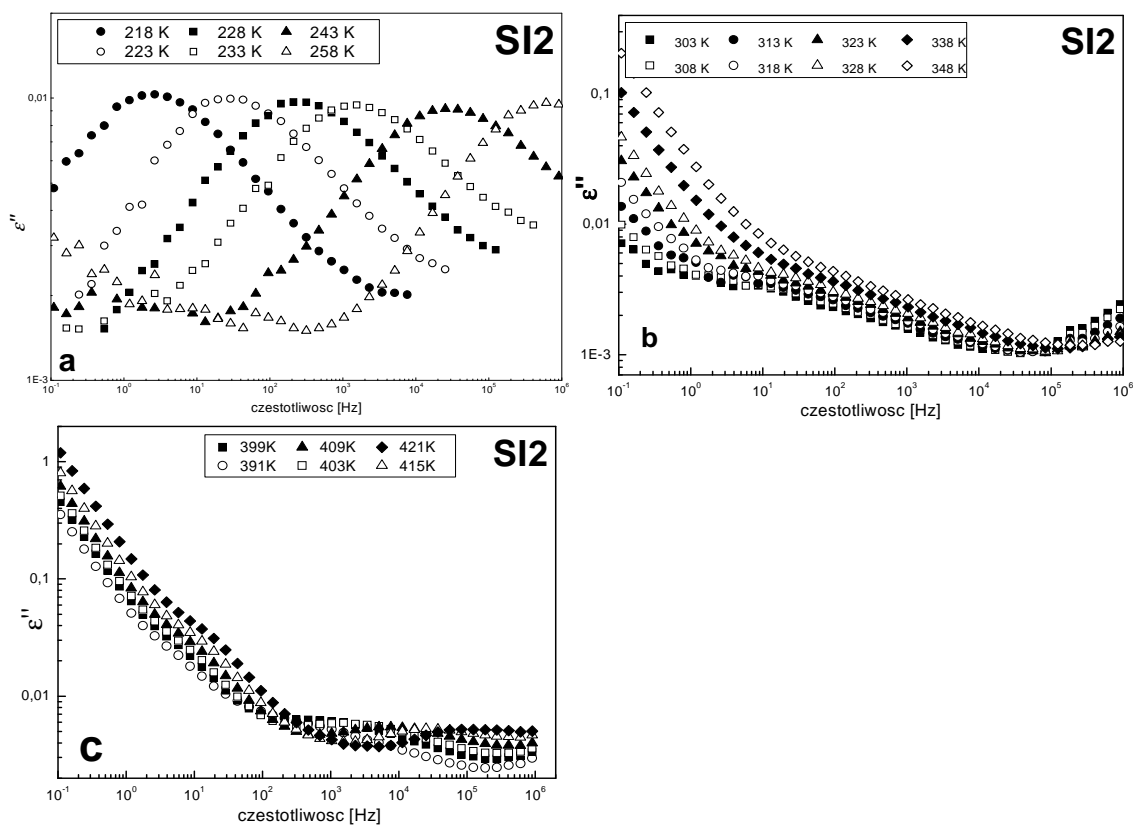 218 K 228 K 243 K
223 K 233 K 258 K
SI2
ε''
0,01
1E-3
a
10⁻¹ 10⁰ 10¹ 10² 10³ 10⁴ 10⁵ 10⁶
czestotliwosc [Hz]
303 K 313 K 323 K 338 K
308 K 318 K 328 K 348 K
SI2
ε''
0,1
0,01
1E-3
b
10⁻¹ 10⁰ 10¹ 10² 10³ 10⁴ 10⁵ 10⁶
czestotliwosc [Hz]
399K 409K 421K
391K 403K 415K
SI2
ε''
1
0,1
0,01
c
10⁻¹ 10⁰ 10¹ 10² 10³ 10⁴ 10⁵ 10⁶
czestotliwosc [Hz]